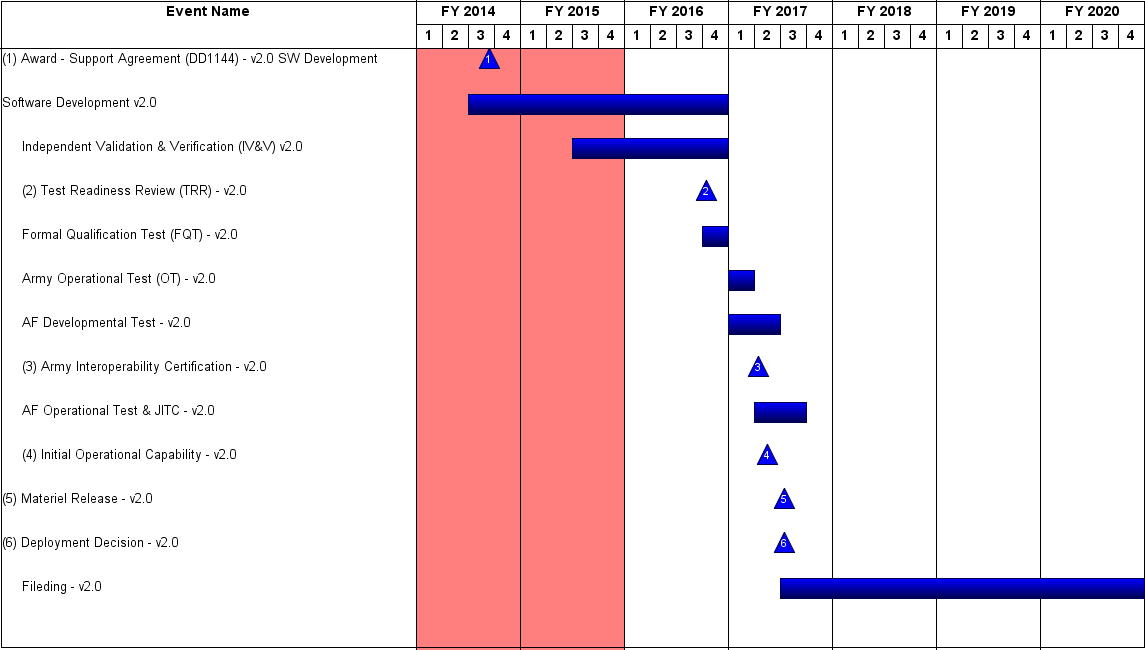 Event Name FY 2014 FY 2015 FY 2016 FY 2017 FY 2018 FY 2019 FY 2020
1 2 3 4 1 2 3 4 1 2 3 4 1 2 3 4 1 2 3 4 1 2 3 4 1 2 3 4
(1) Award - Support Agreement (DD1144) - v2.0 SW Development 1
Software Development v2.0
Independent Validation & Verification (IV&V) v2.0
(2) Test Readiness Review (TRR) - v2.0 2
Formal Qualification Test (FQT) - v2.0
Army Operational Test (OT) - v2.0
AF Developmental Test - v2.0
(3) Army Interoperability Certification - v2.0 3
AF Operational Test & JITC - v2.0
(4) Initial Operational Capability - v2.0 4
(5) Materiel Release - v2.0 5
(6) Deployment Decision - v2.0 6
Fileding - v2.0